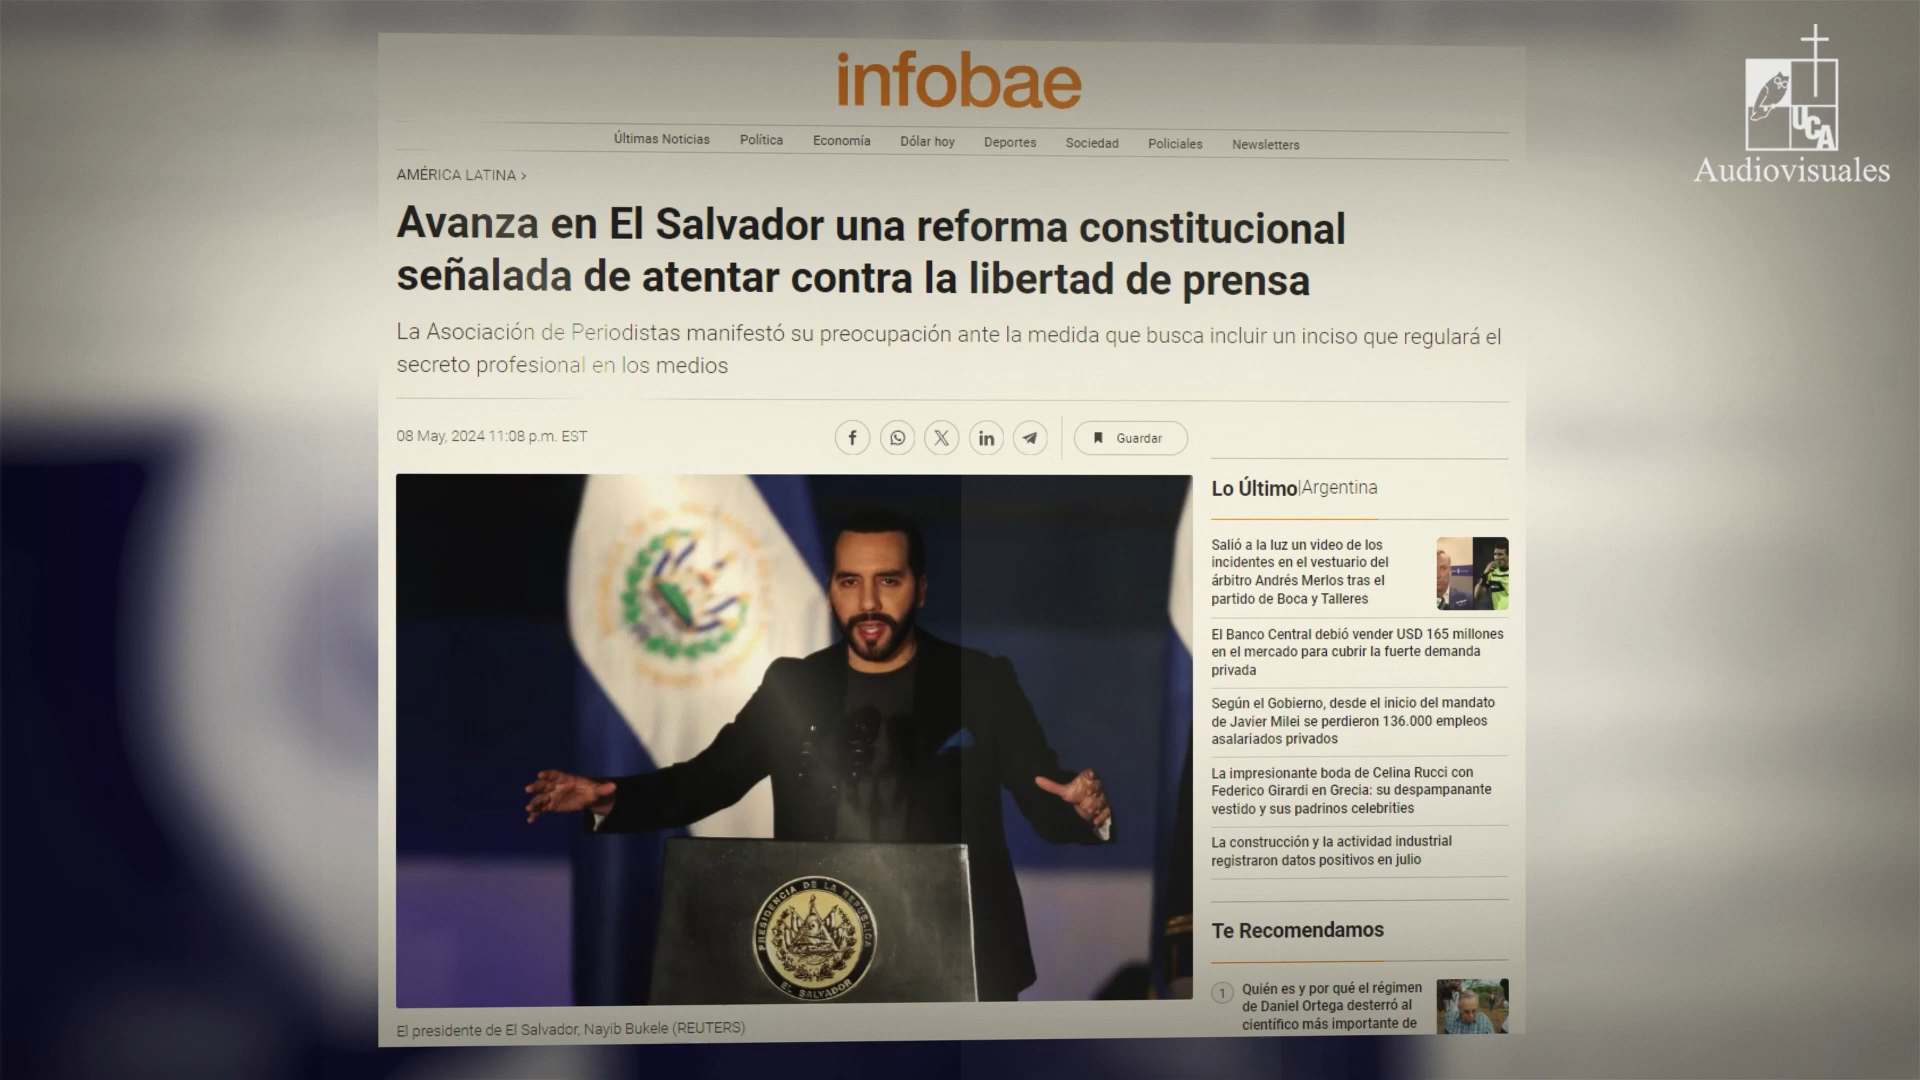 UCA
Audiovisuales
infobae
Últimas Noticias Política Economía Dólar hoy Deportes Sociedad Policiales Newsletters
AMÉRICA LATINA >
Avanza en El Salvador una reforma constitucional
señalada de atentar contra la libertad de prensa
La Asociación de Periodistas manifestó su preocupación ante la medida que busca incluir un inciso que regulará el
secreto profesional en los medios
08 May, 2024 11:08 p.m. EST
Guardar
PRESIDENCIA DE LA REPÚBLICA
EL SALVADOR
El presidente de El Salvador, Nayib Bukele (REUTERS)
Lo Último|Argentina
Salió a la luz un video de los
incidentes en el vestuario del
árbitro Andrés Merlos tras el
partido de Boca y Talleres
El Banco Central debió vender USD 165 millones
en el mercado para cubrir la fuerte demanda
privada
Según el Gobierno, desde el inicio del mandato
de Javier Milei se perdieron 136.000 empleos
asalariados privados
La impresionante boda de Celina Rucci con
Federico Girardi en Grecia: su despampanante
vestido y sus padrinos celebrities
La construcción y la actividad industrial
registraron datos positivos en julio
Te Recomendamos
1 Quién es y por qué el régimen
de Daniel Ortega desterró al
científico más importante de